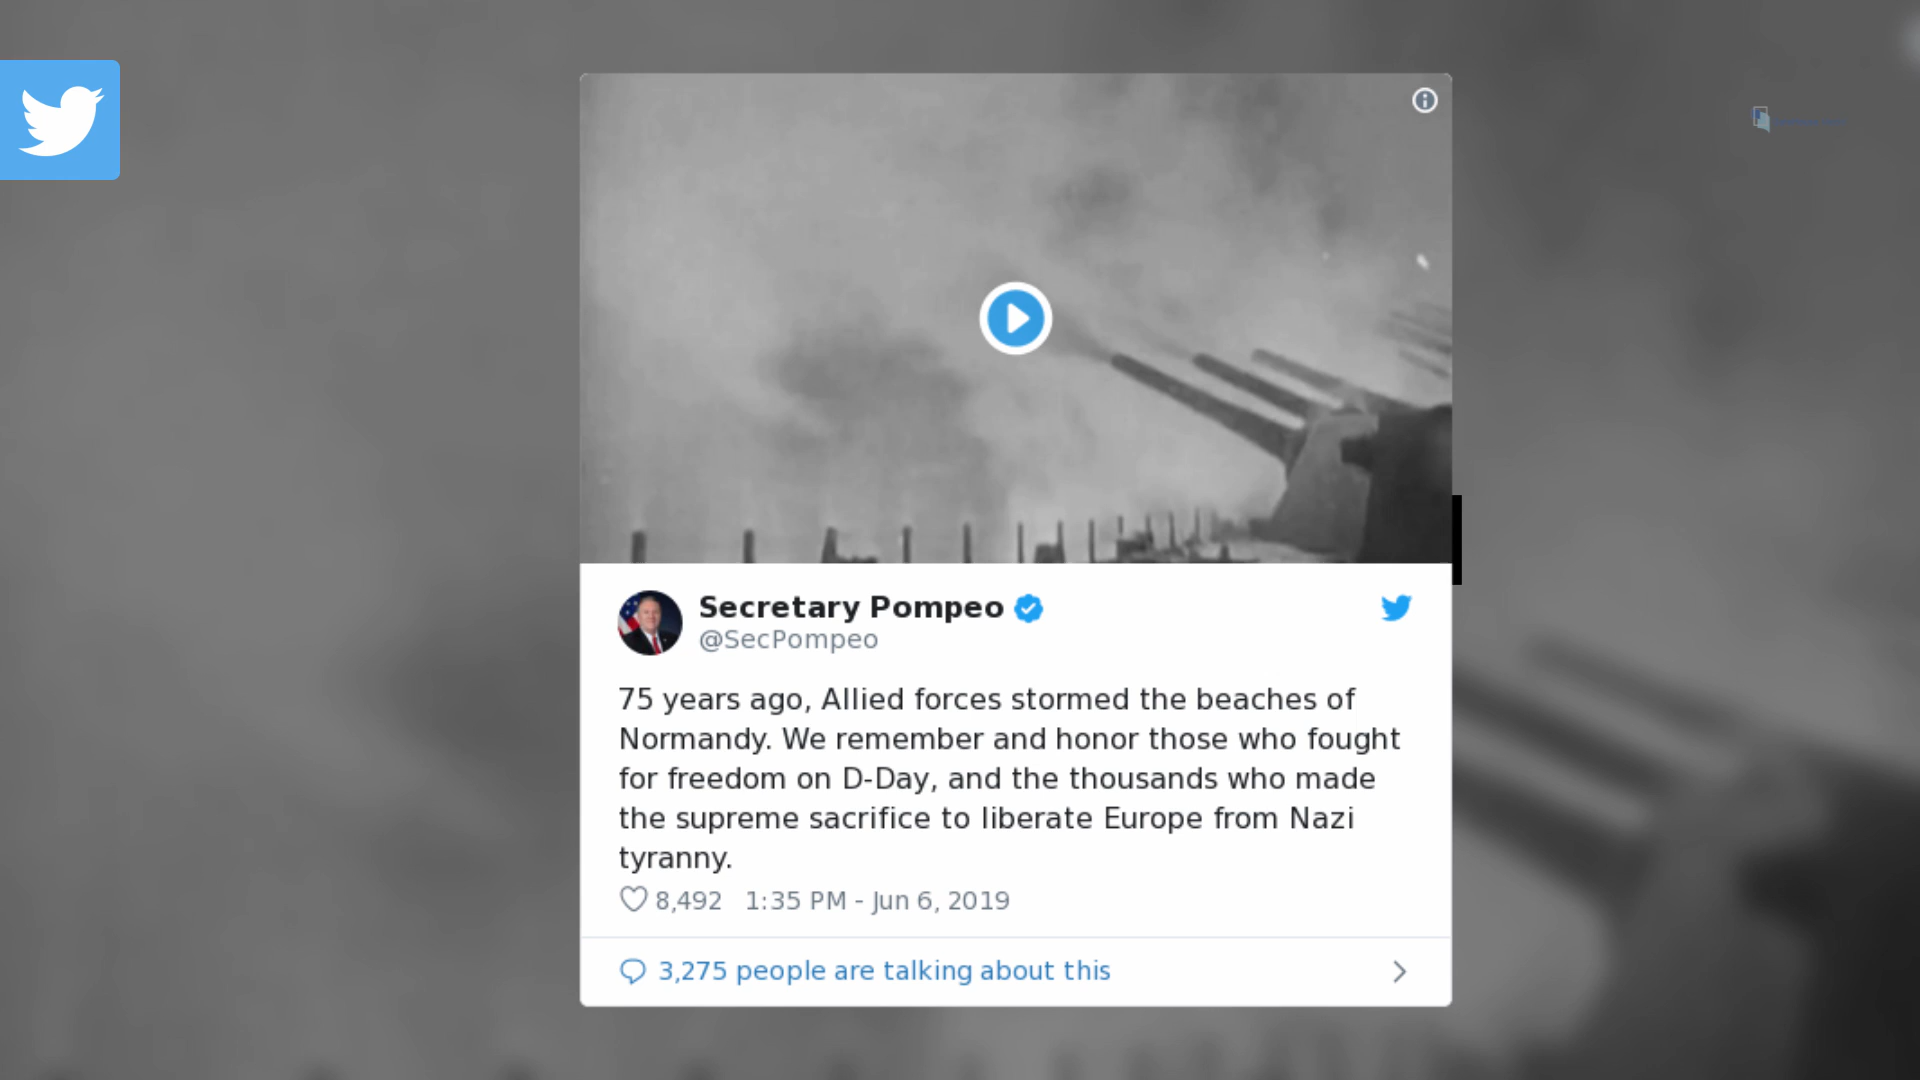 Secretary Pompeo
@SecPompeo
75 years ago, Allied forces stormed the beaches of
Normandy. We remember and honor those who fought
for freedom on D-Day, and the thousands who made
the supreme sacrifice to liberate Europe from Nazi
tyranny.
8,492 1:35 PM - Jun 6, 2019
3,275 people are talking about this